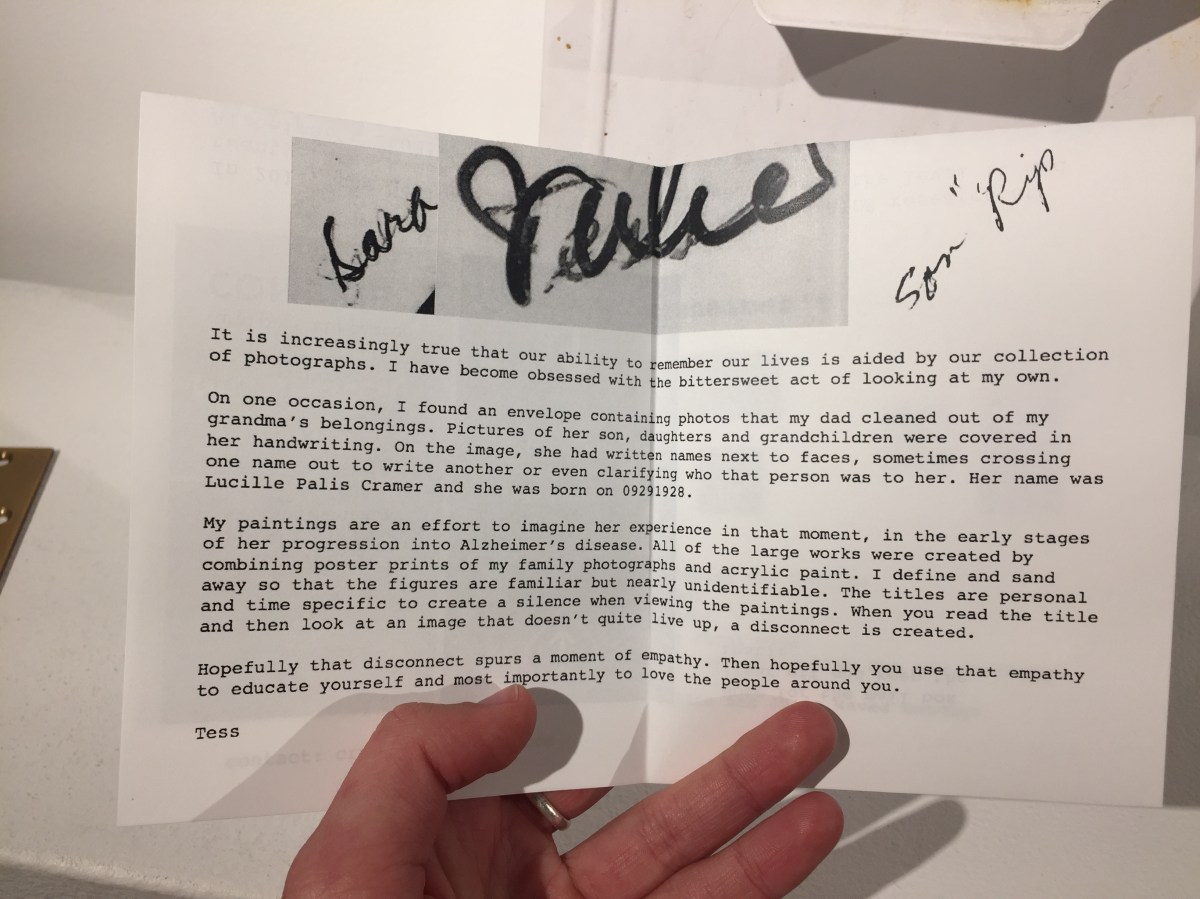 Sara
Son "Rip"
It is increasingly true that our ability to remember our lives is aided by our collection
of photographs. I have become obsessed with the bittersweet act of looking at my own.
On one occasion, I found an envelope containing photos that my dad cleaned out of my
grandma's belongings. Pictures of her son, daughters and grandchildren were covered in
her handwriting. On the image, she had written names next to faces, sometimes crossing
one name out to write another or even clarifying who that person was to her. Her name was
Lucille Palis Cramer and she was born on 09291928.
My paintings are an effort to imagine her experience in that moment, in the early stages
of her progression into Alzheimer's disease. All of the large works were created by
combining poster prints of my family photographs and acrylic paint. I define and sand
away so that the figures are familiar but nearly unidentifiable. The titles are personal
and time specific to create a silence when viewing the paintings. When you read the title
and then look at an image that doesn't quite live up, a disconnect is created.
Hopefully that disconnect spurs a moment of empathy. Then hopefully you use that empathy
to educate yourself and most importantly to love the people around you.
Tess